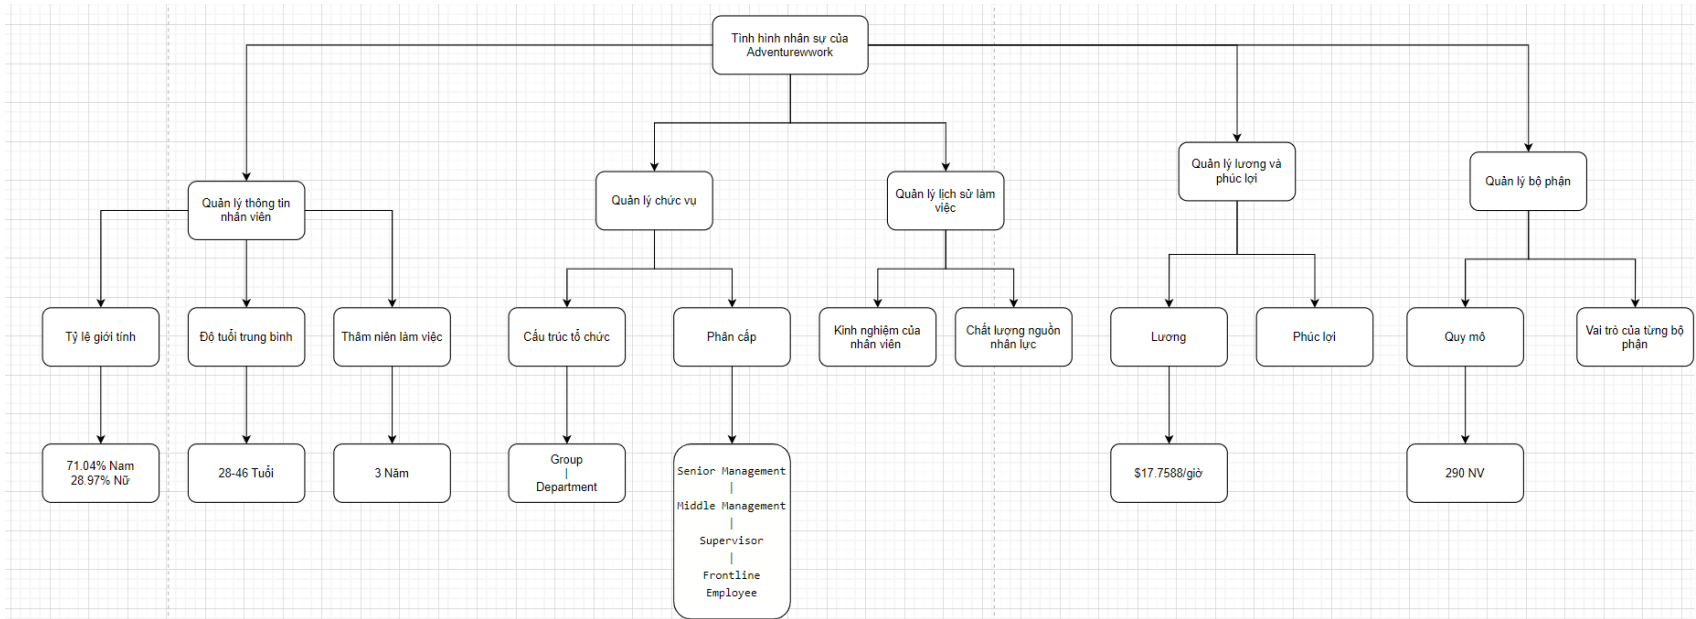 Tình hình nhân sự của
Adventurewwork
Quản lý thông tin
nhân viên
Quản lý chức vụ
Quản lý lịch sử làm
việc
Quản lý lương và
phúc lợi
Quản lý bộ phận
Tỷ lệ giới tính
Độ tuổi trung bình
Thâm niên làm việc
Cấu trúc tổ chức
Phân cấp
Kinh nghiệm của
nhân viên
Chất lượng nguồn
nhân lực
Lương
Phúc lợi
Quy mô
Vai trò của từng bộ
phận
71.04% Nam
28.97% Nữ
28-46 Tuổi
3 Năm
Group
|
Department
Senior Management
|
Middle Management
|
Supervisor
|
Frontline
Employee
$17.7588/giờ
290 NV